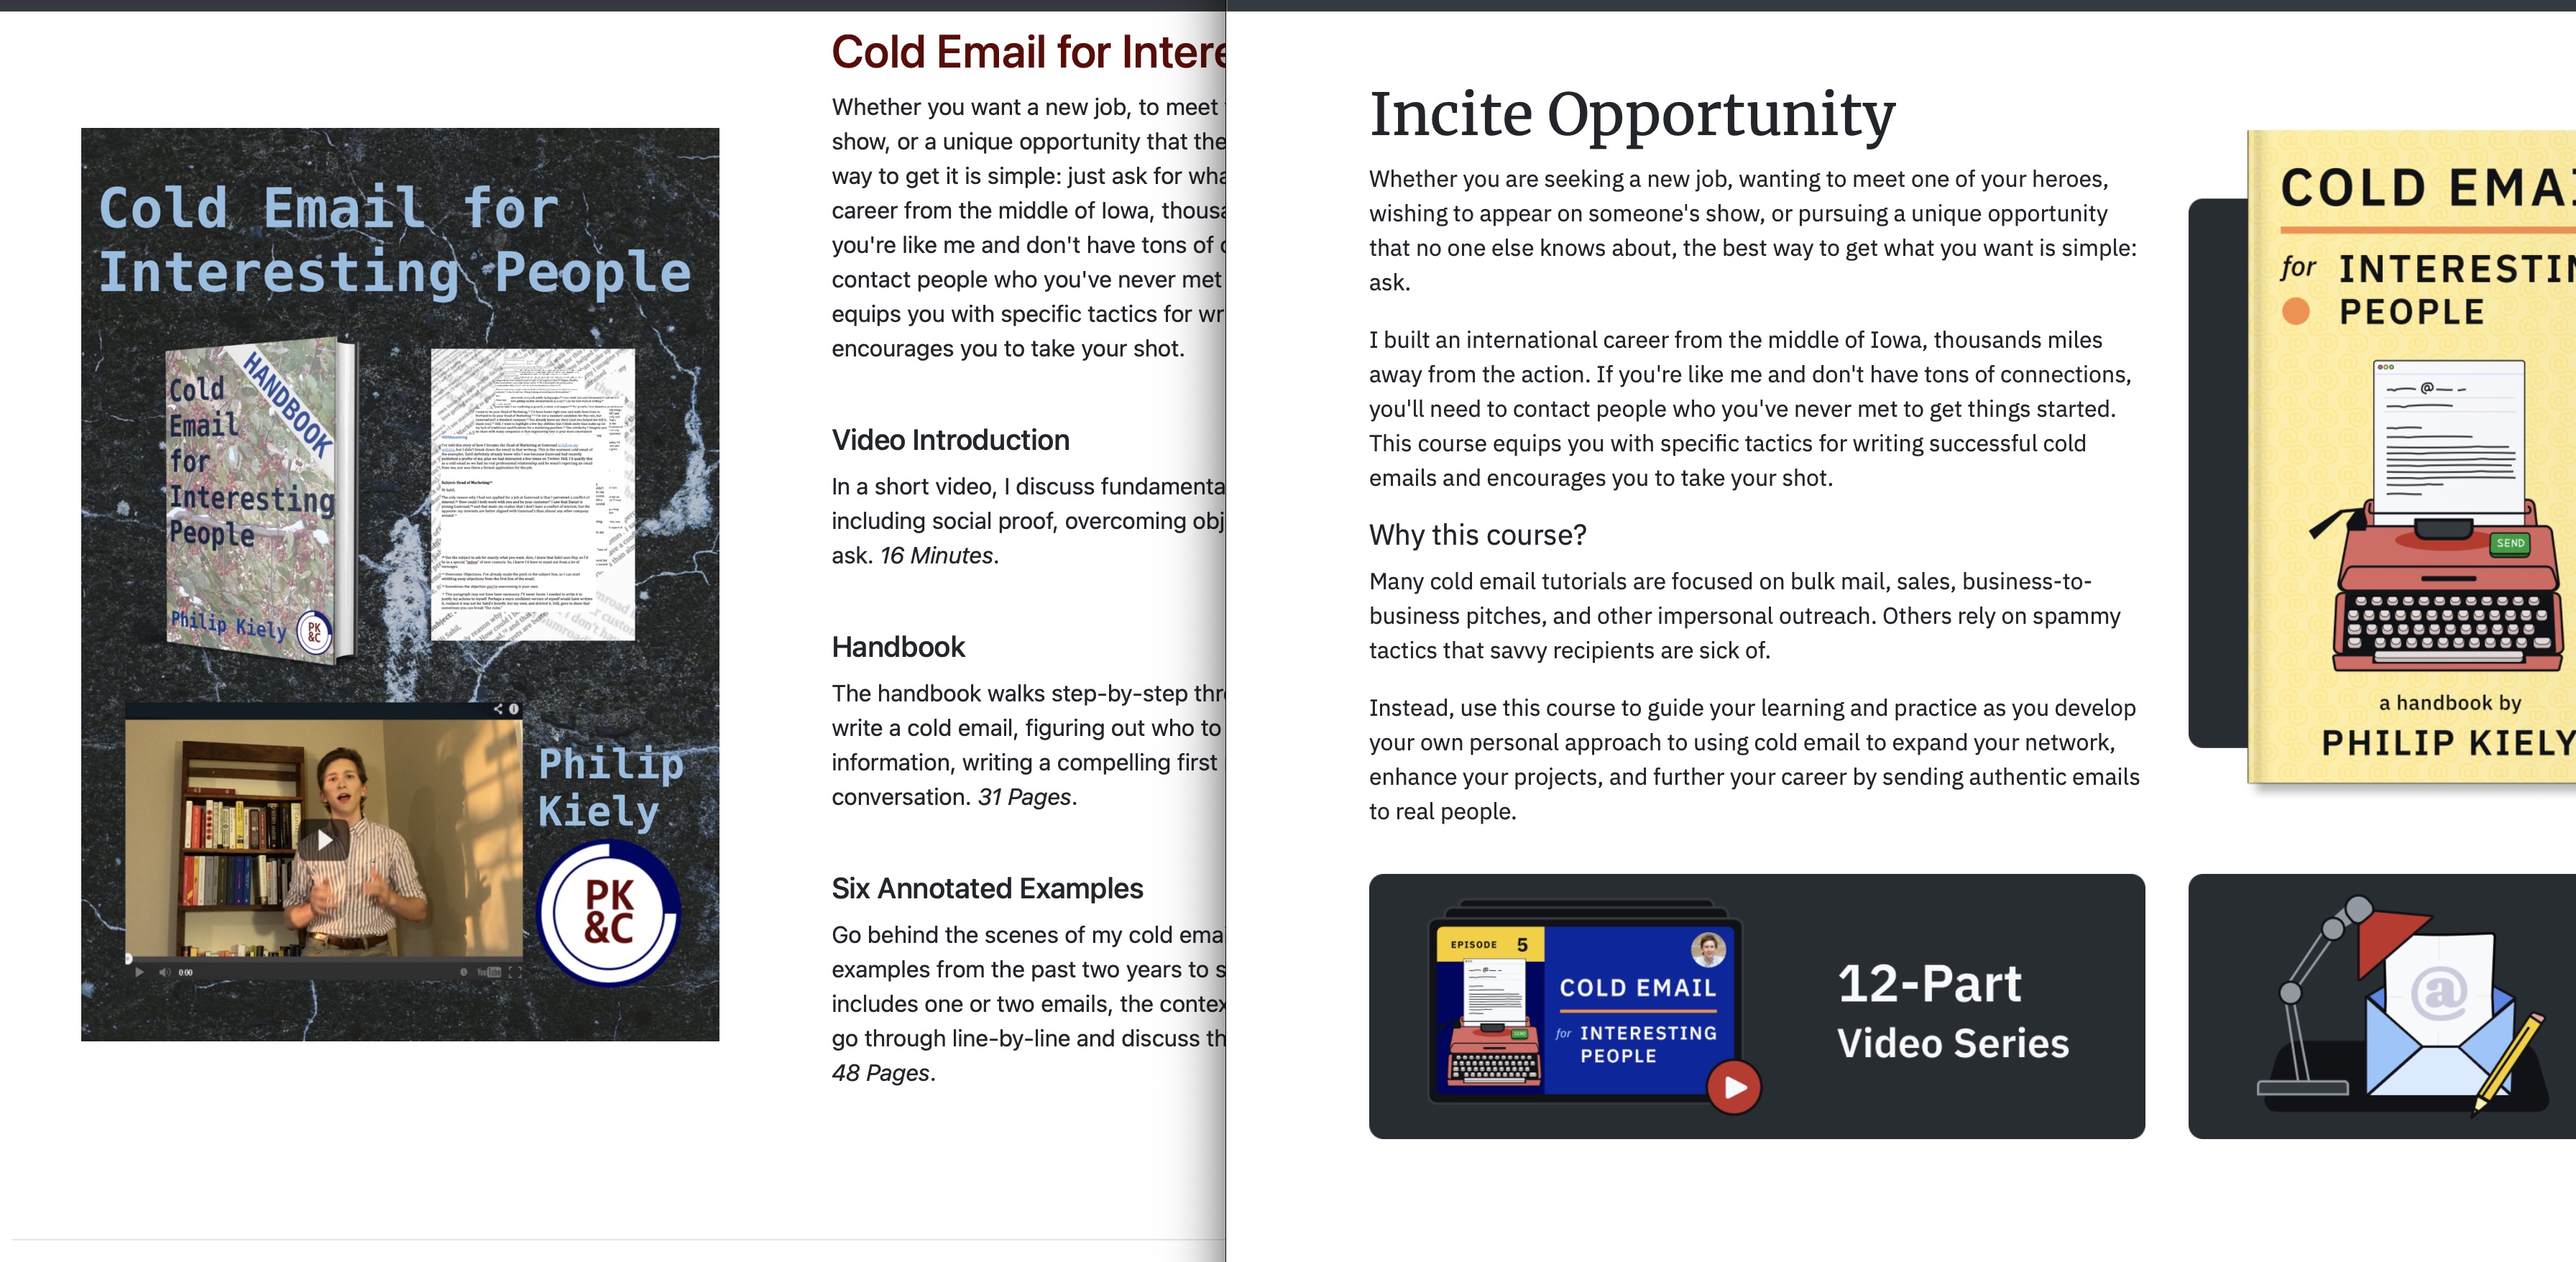 Cold Email for
Interesting People
HANDBOOK
Cold
Email
for
Interesting
People
Philip Kiely
PK
&C
Philip
Kiely
PK
&C
0:00
YouTube
Cold Email for Intere
Whether you want a new job, to meet
show, or a unique opportunity that the
way to get it is simple: just ask for wha
career from the middle of Iowa, thousa
you're like me and don't have tons of c
contact people who you've never met
equips you with specific tactics for wr
encourages you to take your shot.
Video Introduction
In a short video, I discuss fundamenta
including social proof, overcoming obj
ask. 16 Minutes.
Handbook
The handbook walks step-by-step thr
write a cold email, figuring out who to
information, writing a compelling first
conversation. 31 Pages.
Six Annotated Examples
Go behind the scenes of my cold ema
examples from the past two years to s
includes one or two emails, the contex
go through line-by-line and discuss th
48 Pages.
Incite Opportunity
Whether you are seeking a new job, wanting to meet one of your heroes,
wishing to appear on someone's show, or pursuing a unique opportunity
that no one else knows about, the best way to get what you want is simple:
ask.
I built an international career from the middle of Iowa, thousands miles
away from the action. If you're like me and don't have tons of connections,
you'll need to contact people who you've never met to get things started.
This course equips you with specific tactics for writing successful cold
emails and encourages you to take your shot.
Why this course?
Many cold email tutorials are focused on bulk mail, sales, business-to-
business pitches, and other impersonal outreach. Others rely on spammy
tactics that savvy recipients are sick of.
Instead, use this course to guide your learning and practice as you develop
your own personal approach to using cold email to expand your network,
enhance your projects, and further your career by sending authentic emails
to real people.
COLD EMAI
for INTERESTIN
PEOPLE
@
SEND
a handbook by
PHILIP KIELY
EPISODE 5
COLD EMAIL
for INTERESTING
PEOPLE
SEND
12-Part
Video Series
@